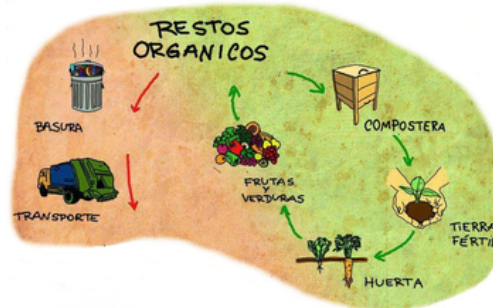 RESTOS
ORGANICOS
BASURA
TRANSPORTE
COMPOSTERA
TIERRA
FÉRTIL
HUERTA
FRUTAS
Y
VERDURAS